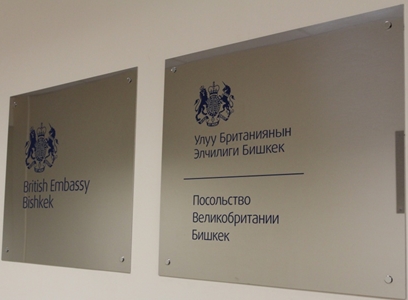 British Embassy
Bishkek
Улуу Британиянын
Элчилиги Бишкек
Посольство
Великобритании
Бишкек